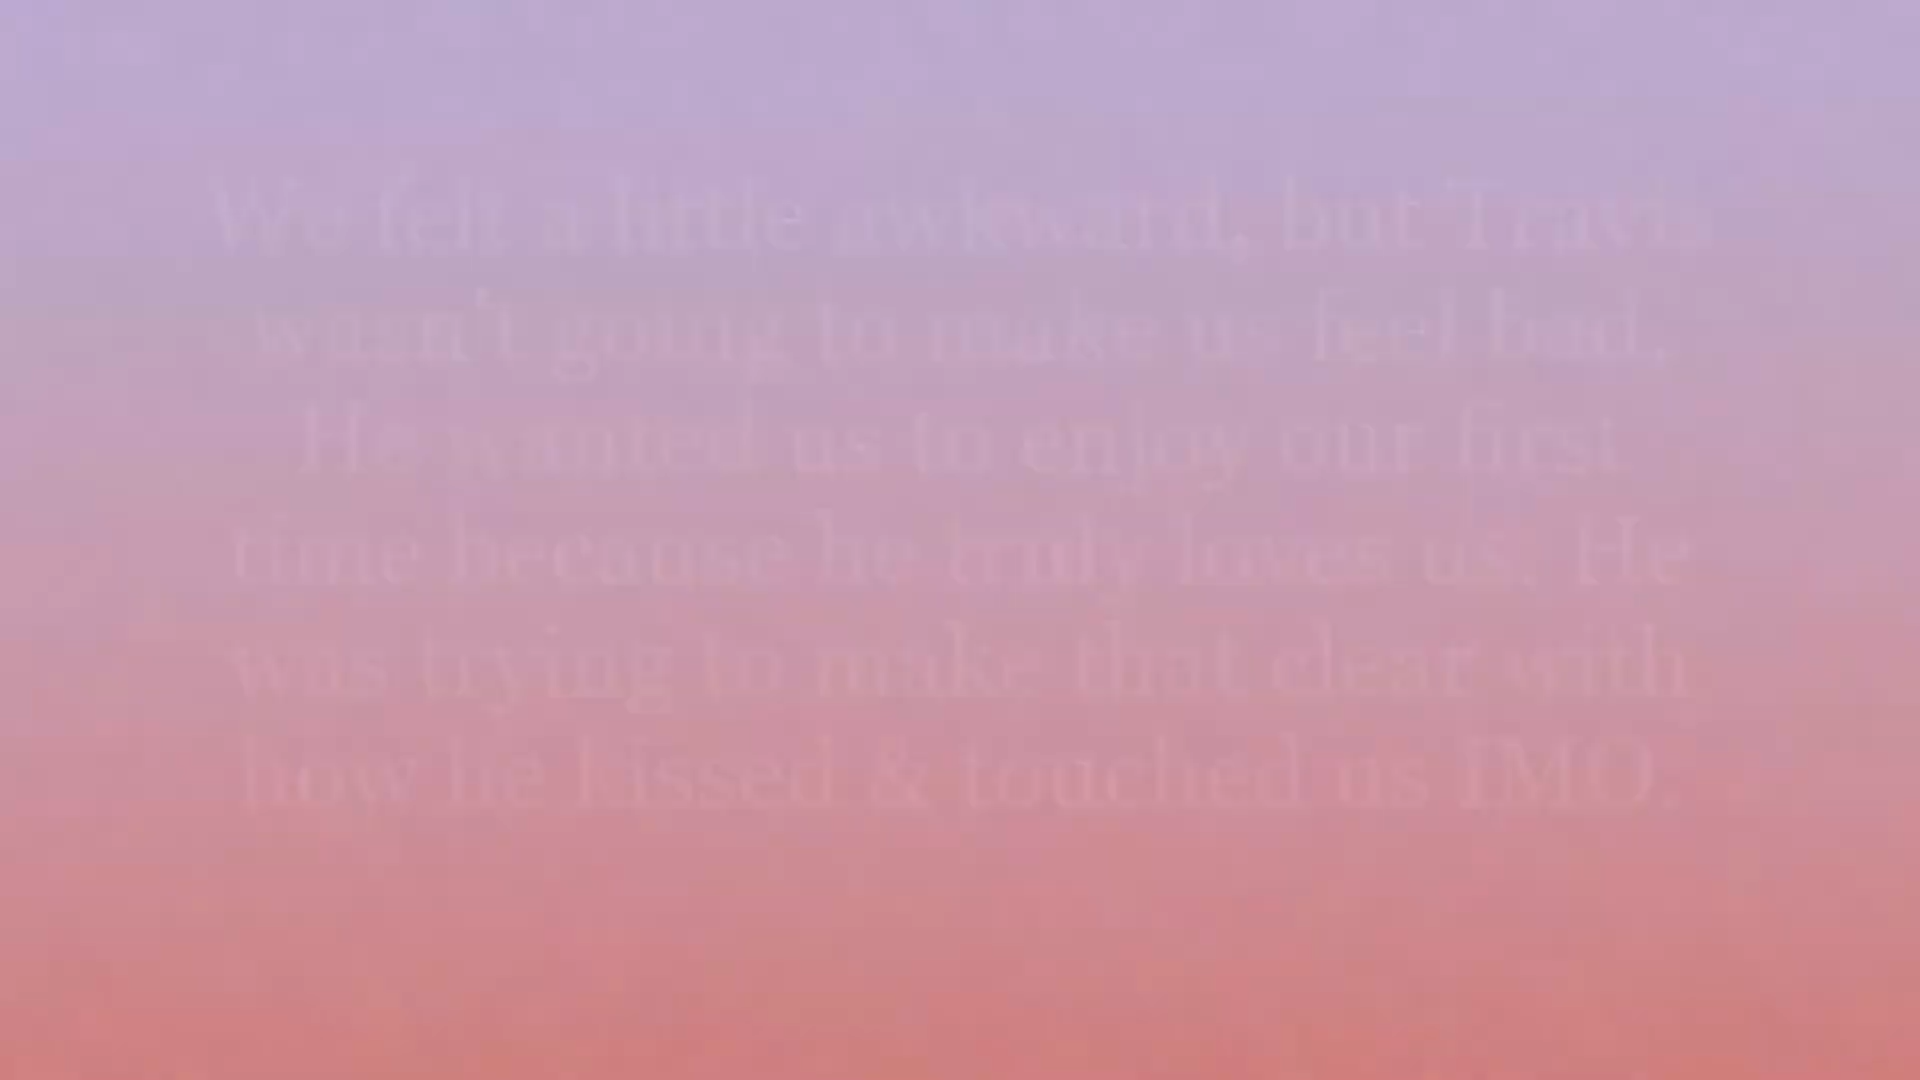 We felt a little awkward, but Travis
wasn't going to make us feel bad.
He wanted us to enjoy our first
time because he truly loves us. He
was trying to make that clear with
how he kissed & touched us IMO.